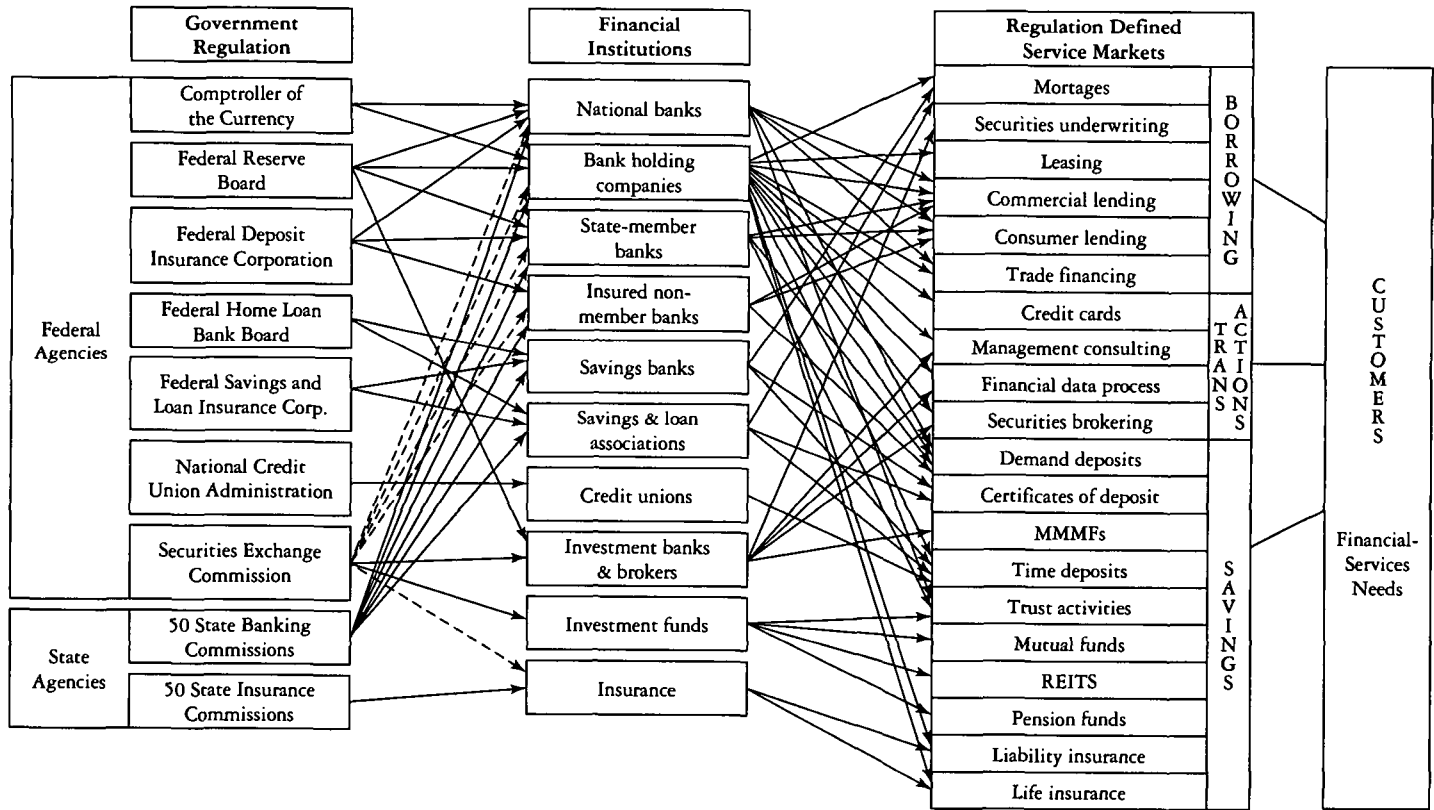 Government
Regulation
Financial
Institutions
Regulation Defined
Service Markets
Federal
Agencies
Comptroller of
the Currency
Federal Reserve
Board
Federal Deposit
Insurance Corporation
Federal Home Loan
Bank Board
Federal Savings and
Loan Insurance Corp.
National Credit
Union Administration
Securities Exchange
Commission
State
Agencies
50 State Banking
Commissions
50 State Insurance
Commissions
National banks
Bank holding
companies
State-member
banks
Insured non-
member banks
Savings banks
Savings & loan
associations
Credit unions
Investment banks
& brokers
Investment funds
Insurance
Mortages
Securities underwriting
Leasing
Commercial lending
Consumer lending
Trade financing
Credit cards
Management consulting
Financial data process
Securities brokering
Demand deposits
Certificates of deposit
MMMFs
Time deposits
Trust activities
Mutual funds
REITS
Pension funds
Liability insurance
Life insurance
BORROWING
TRANS
ACTIONS
SAVINGS
CUSTOMERS
Financial-
Services
Needs